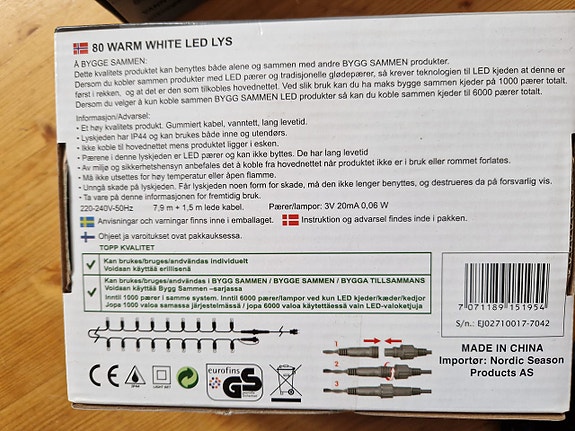 80 WARM WHITE LED LYS
Å BYGGE SAMMEN:
Dette kvalitets produktet kan benyttes både alene og sammen med andre BYGG SAMMEN produkter.
Dersom du kobler sammen produkter med LED pærer og tradisjonelle glødepærer, så krever teknologien til LED kjeden at denne er
først i rekken, og at det er den som tilkobles hovednettet. Ved slik bruk kan du ha maks bygge sammen kjeder på 1000 pærer totalt.
Dersom du velger å kun koble sammen BYGG SAMMEN LED produkter så kan du koble sammen kjeder til 6000 pærer totalt.
Informasjon/Advarsel:
• Et høy kvalitets produkt. Gummiert kabel, vanntett, lang levetid.
• Lyskjeden har IP44 og kan brukes både inne og utendørs.
• Ikke koble til hovednettet mens produktet ligger i esken.
• Pærene i denne lyskjeden er LED pærer og kan ikke byttes. De har lang levetid
• Av miljø og sikkerhetshensyn anbefales det å koble fra hovednettet når produktet ikke er i bruk eller rommet forlates.
• Må ikke utsettes for høy temperatur eller åpen flamme.
• Unngå skade på lyskjeden. Får lyskjeden noen form for skade, må den ikke lenger benyttes, og destrueres da på forsvarlig vis.
• Ta vare på denne informasjonen for fremtidig bruk.
220-240V-50Hz 7,9 m + 1,5 m lede kabel. Pærer/lampor: 3V 20mA 0,06 W
Anvisningar och varningar finns inne i emballaget. Instruktion og advarsel findes inde i pakken.
Ohjeet ja varoitukset ovat pakkauksessa.
TOPP KVALITET
Kan brukes/bruges/användas individuelt
Voidaan käyttää erillisenä
Kan brukes/bruges/användas i BYGG SAMMEN / BYGGE SAMMEN / BYGGA TILLSAMMANS
Voidaan käyttää Bygg Sammen –sarjassa
Inntil 1000 pærer i samme system. Inntil 6000 pærer/lampor ved kun LED kjeder/kæder/kedjor
Jopa 1000 valoa samassa järjestelmässä / jopa 6000 valoa käytettäessä vain LED-valoketjuja
7 071189 151954
S/n.: EJ02710017-7042
1
2
3
CE
IP44
LIGHT SET
eurofins
GS
MADE IN CHINA
Importør: Nordic Season
Products AS